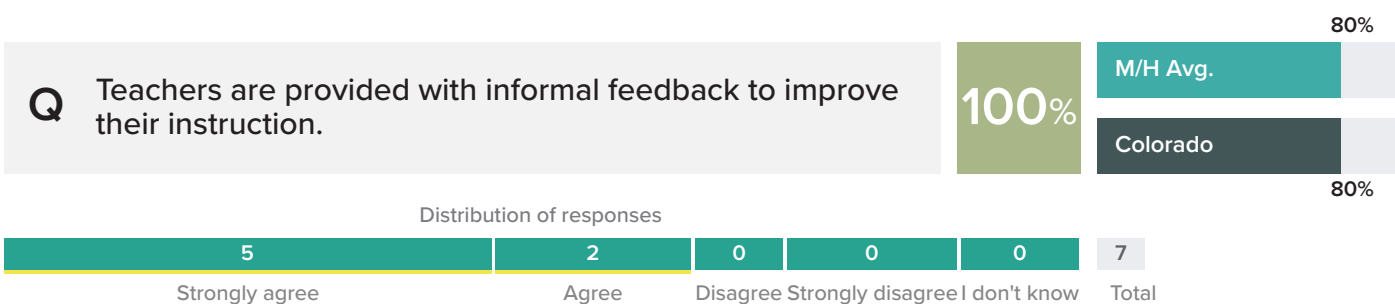 80%
Q
Teachers are provided with informal feedback to improve
their instruction.
100%
M/H Avg.
Colorado
80%
Distribution of responses
5 2 0 0 0 7
Strongly agree Agree Disagree Strongly disagree I don't know Total